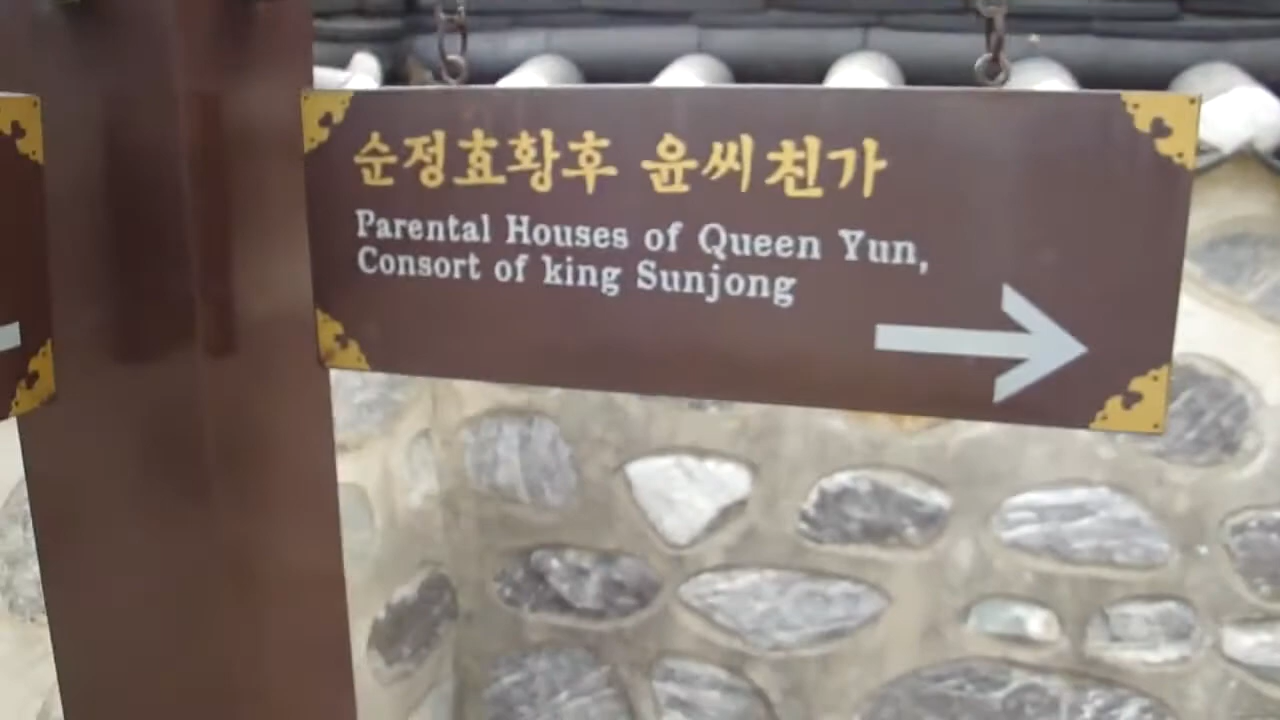 순정효황후 윤씨친가
Parental Houses of Queen Yun,
Consort of king Sunjong